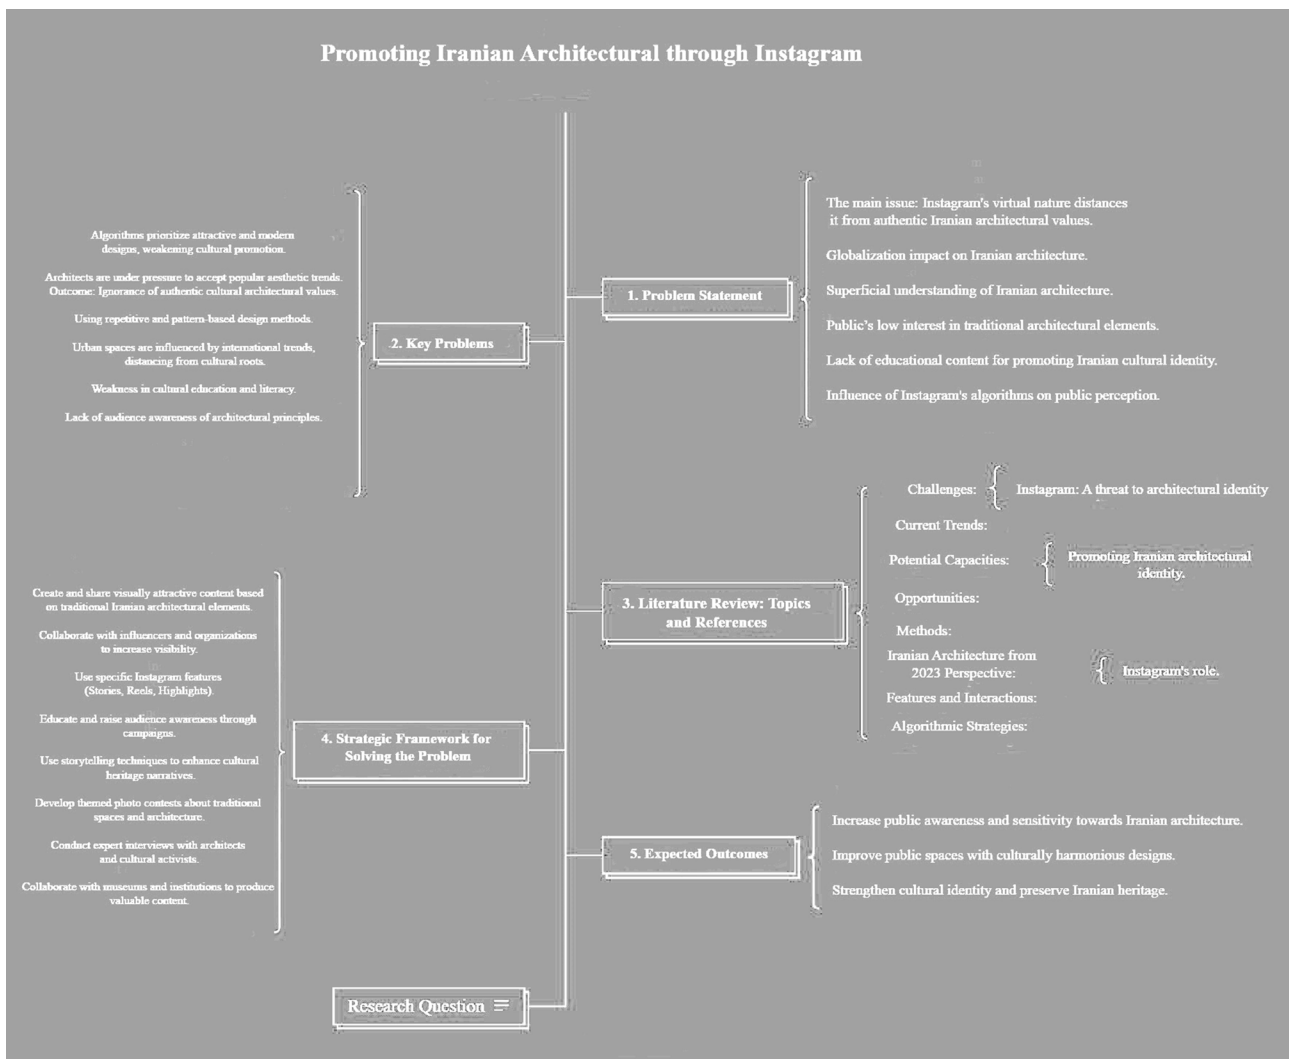 Promoting Iranian Architectural through Instagram
The main issue: Instagram's virtual nature distances
it from authentic Iranian architectural values.
Globalization impact on Iranian architecture.
1. Problem Statement
Superficial understanding of Iranian architecture.
Public's low interest in traditional architectural elements.
Lack of educational content for promoting Iranian cultural identity.
Influence of Instagram's algorithms on public perception.
Algorithms prioritize attractive and modern
designs, weakening cultural promotion.
Architects are under pressure to accept popular aesthetic trends.
Outcome: Ignorance of authentic cultural architectural values.
Using repetitive and pattern-based design methods.
2. Key Problems
Urban spaces are influenced by international trends,
distancing from cultural roots.
Weakness in cultural education and literacy.
Lack of audience awareness of architectural principles.
Challenges:
Instagram: A threat to architectural identity
Current Trends:
Potential Capacities:
Promoting Iranian architectural
identity.
Opportunities:
3. Literature Review: Topics
and References
Methods:
Iranian Architecture from
2023 Perspective:
Instagram's role.
Features and Interactions:
Algorithmic Strategies:
Create and share visually attractive content based
on traditional Iranian architectural elements.
Collaborate with influencers and organizations
to increase visibility.
Use specific Instagram features
(Stories, Reels, Highlights).
Educate and raise audience awareness through
campaigns.
4. Strategic Framework for
Solving the Problem
Use storytelling techniques to enhance cultural
heritage narratives.
Develop themed photo contests about traditional
spaces and architecture.
Conduct expert interviews with architects
and cultural activists.
Collaborate with museums and institutions to produce
valuable content.
5. Expected Outcomes
Increase public awareness and sensitivity towards Iranian architecture.
Improve public spaces with culturally harmonious designs.
Strengthen cultural identity and preserve Iranian heritage.
Research Question